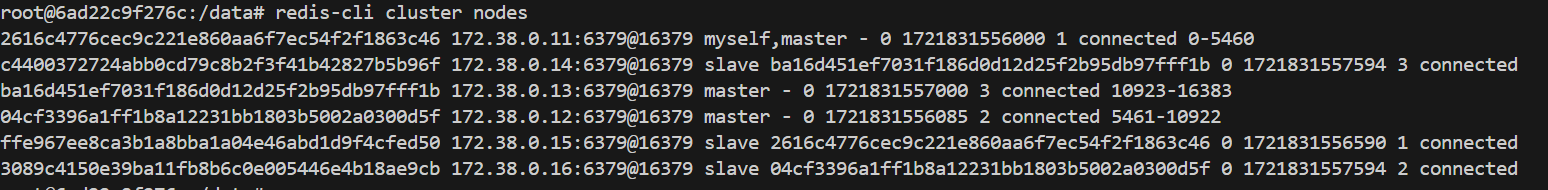 root@6ad22c9f276c:/data# redis-cli cluster nodes
2616c4776cec9c221e860aa6f7ec54f2f1863c46 172.38.0.11:6379@16379 myself,master - 0 1721831556000 1 connected 0-5460
c4400372724abb0cd79c8b2f3f41b42827b5b96f 172.38.0.14:6379@16379 slave ba16d451ef7031f186d0d12d25f2b95db97fff1b 0 1721831557594 3 connected
ba16d451ef7031f186d0d12d25f2b95db97fff1b 172.38.0.13:6379@16379 master - 0 1721831557000 3 connected 10923-16383
04cf3396a1ff1b8a12231bb1803b5002a0300d5f 172.38.0.12:6379@16379 master - 0 1721831556085 2 connected 5461-10922
ffe967ee8ca3b1a8bba1a04e46abd1d9f4cfed50 172.38.0.15:6379@16379 slave 2616c4776cec9c221e860aa6f7ec54f2f1863c46 0 1721831556590 1 connected
3089c4150e39ba11fb8b6c0e005446e4b18ae9cb 172.38.0.16:6379@16379 slave 04cf3396a1ff1b8a12231bb1803b5002a0300d5f 0 1721831557594 2 connected